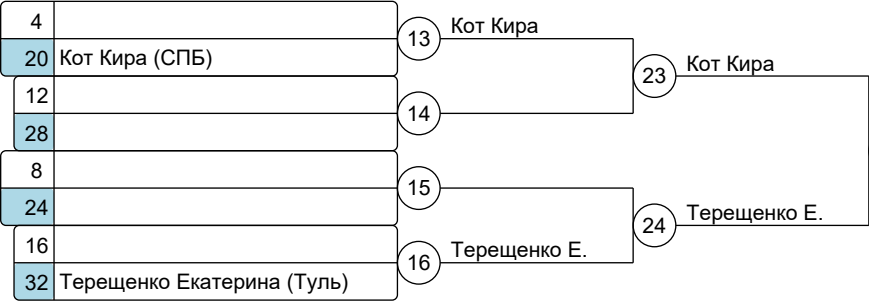 4
13 Кот Кира
20 Кот Кира (СПБ)
23 Кот Кира
12
14
28
8
15
24
24 Терещенко Е.
16
16 Терещенко Е.
32 Терещенко Екатерина (Туль)